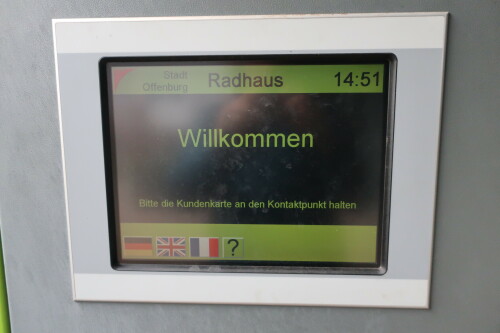 Stadt
Offenburg
Radhaus
14:51
Willkommen
Bitte die Kundenkarte an den Kontaktpunkt halten
?